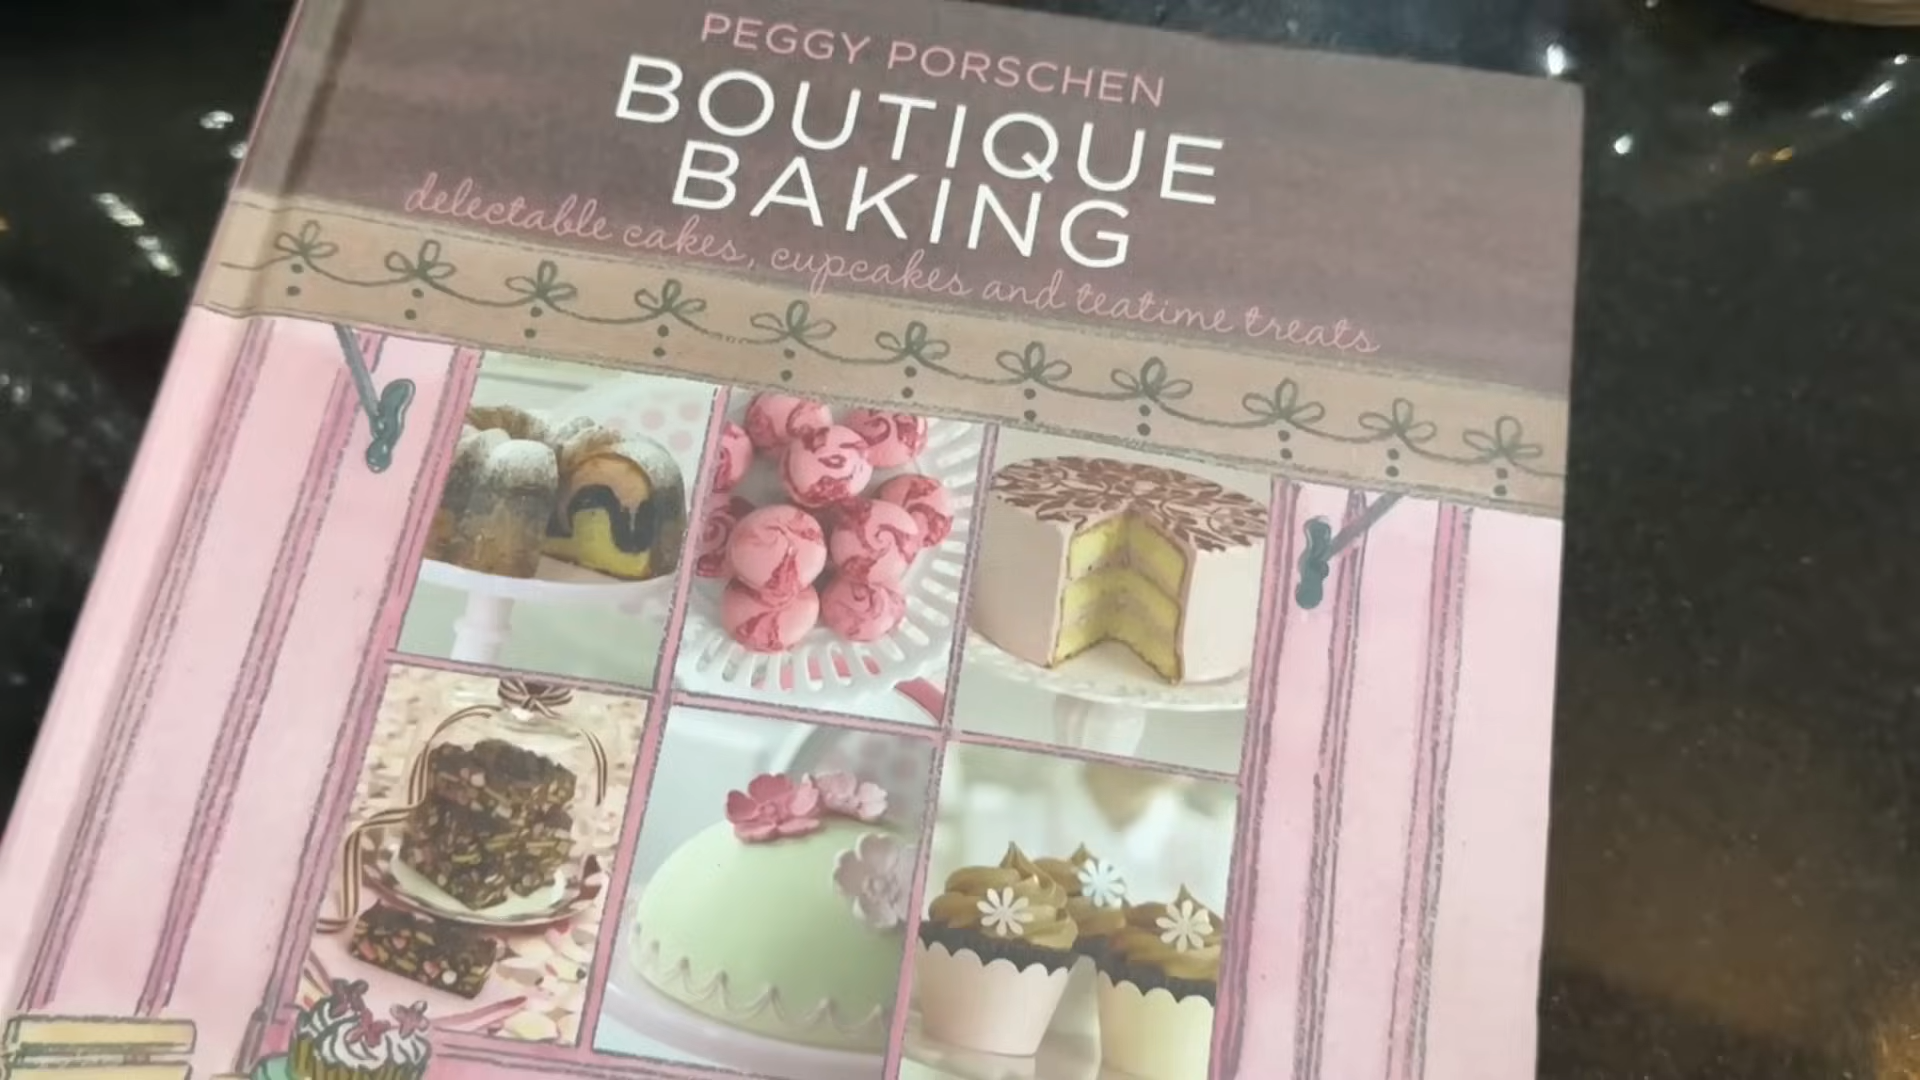 PEGGY PORSCHEN
BOUTIQUE
BAKING
delectable cakes, cupcakes and teatime treats